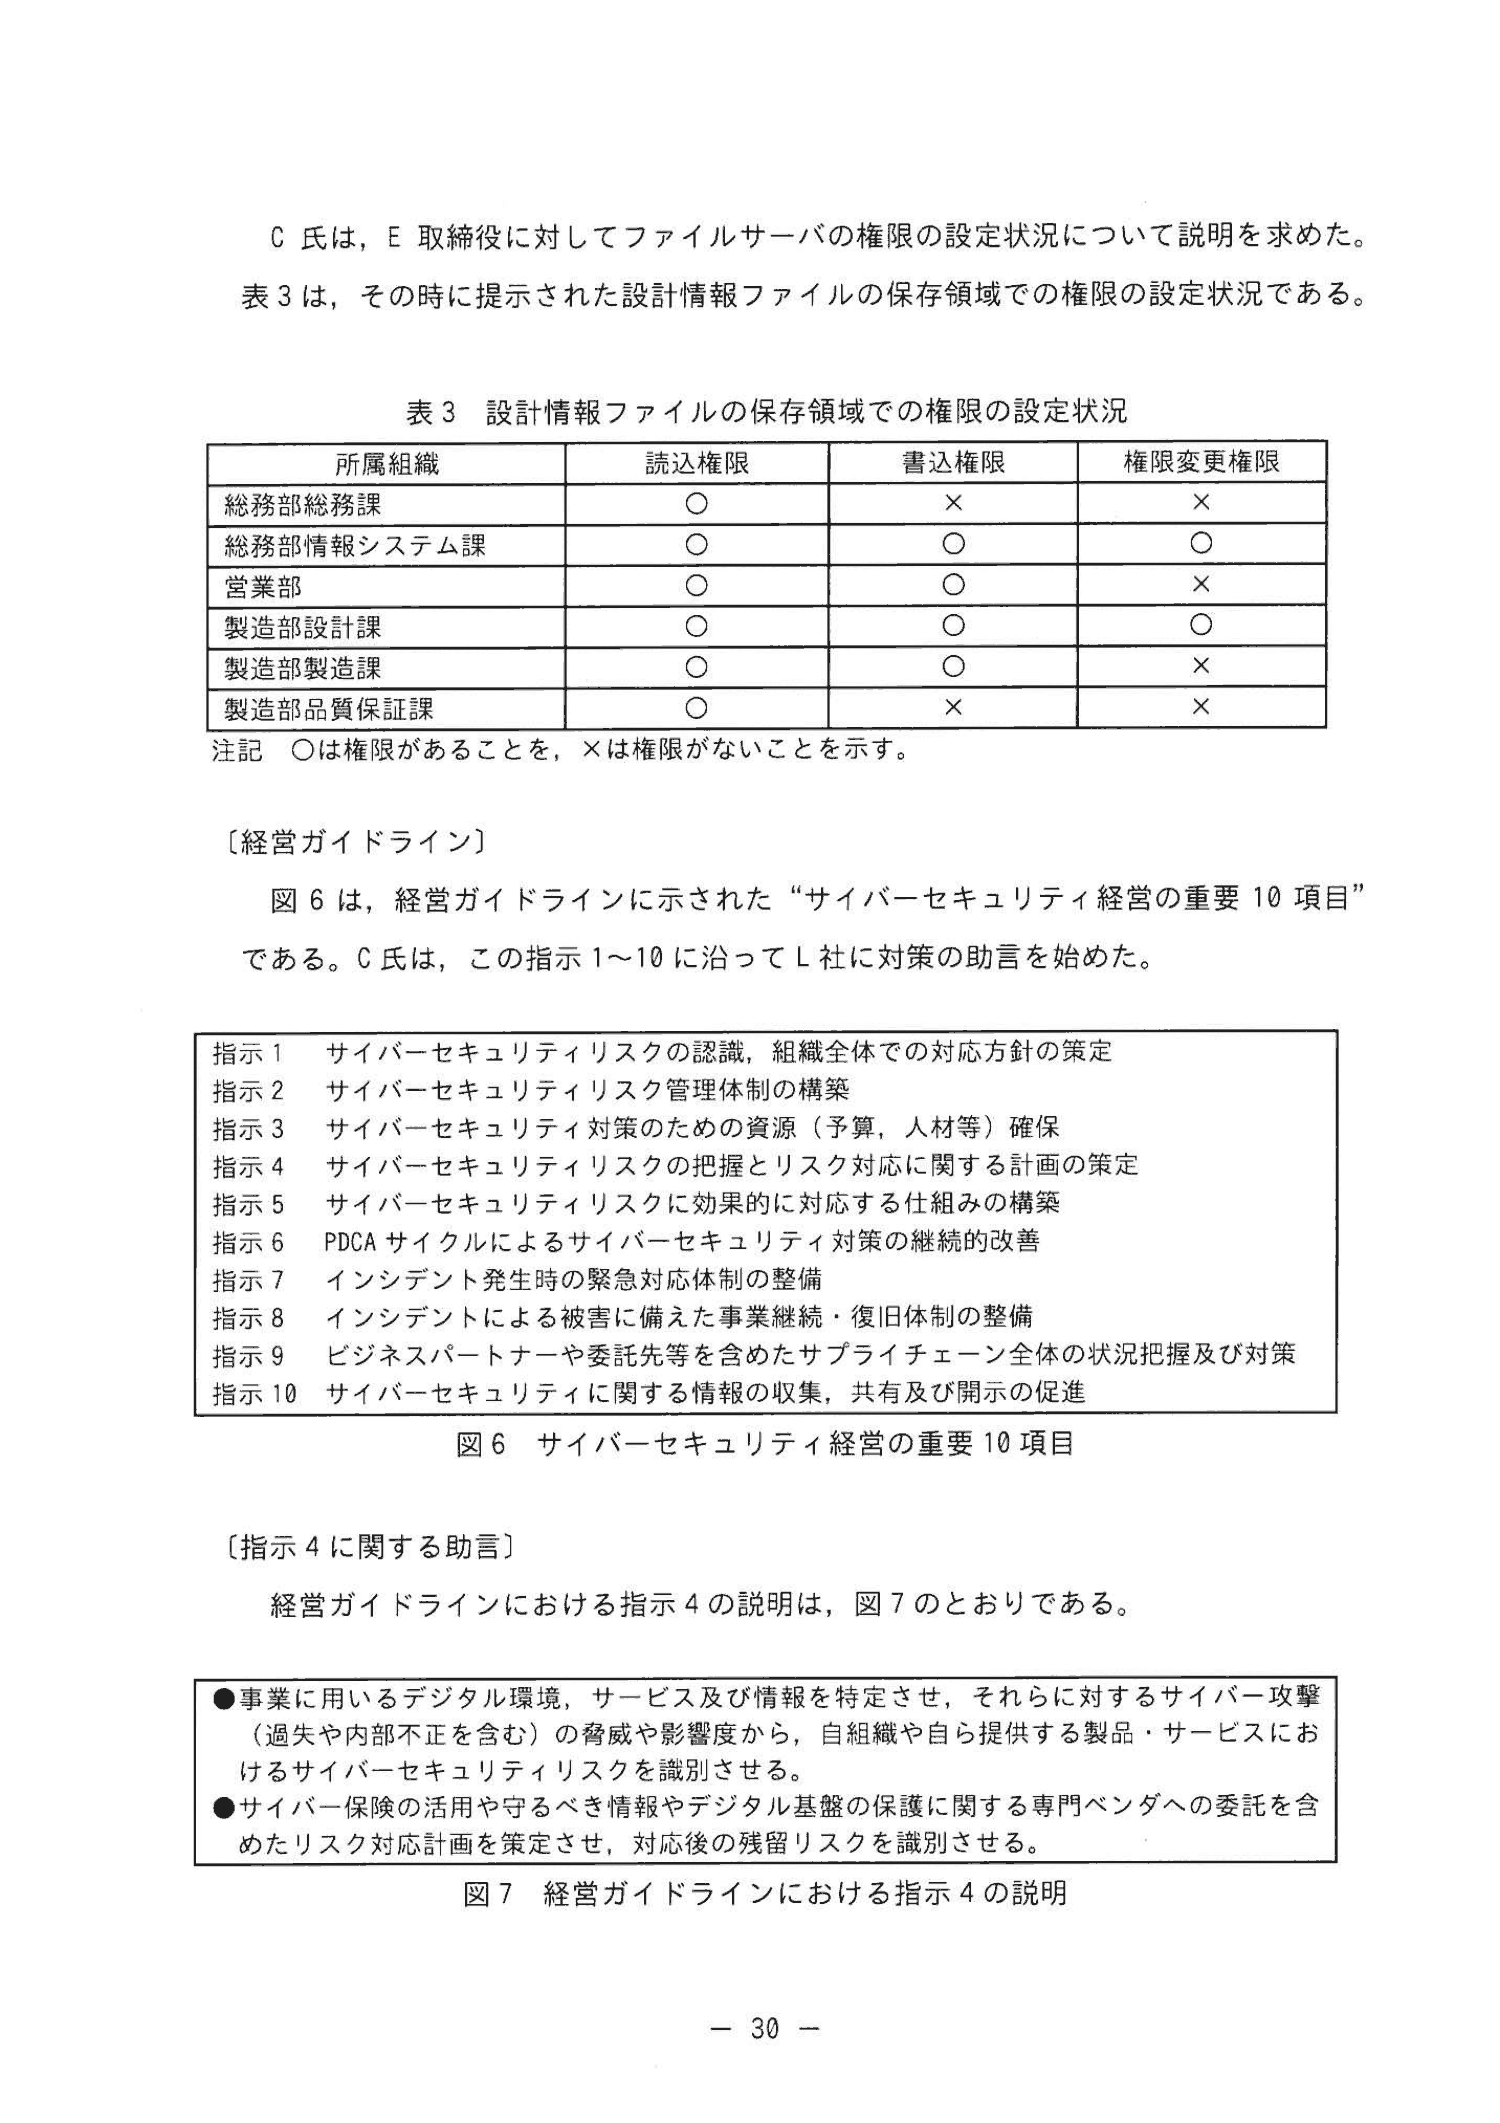 C 氏は，E 取締役に対してファイルサーバの権限の設定状況について説明を求めた。
表 3 は，その時に提示された設計情報ファイルの保存領域での権限の設定状況である。
表 3　設計情報ファイルの保存領域での権限の設定状況
所属組織 読込権限 書込権限 権限変更権限
総務部総務課 ○ × ×
総務部情報システム課 ○ ○ ○
営業部 ○ ○ ×
製造部設計課 ○ ○ ○
製造部製造課 ○ ○ ×
製造部品質保証課 ○ × ×
注記　○は権限があることを，×は権限がないことを示す。
〔経営ガイドライン〕
図 6 は，経営ガイドラインに示された“サイバーセキュリティ経営の重要 10 項目”
である。C 氏は，この指示 1～10 に沿って L 社に対策の助言を始めた。
指示 1　サイバーセキュリティリスクの認識，組織全体での対応方針の策定
指示 2　サイバーセキュリティリスク管理体制の構築
指示 3　サイバーセキュリティ対策のための資源（予算，人材等）確保
指示 4　サイバーセキュリティリスクの把握とリスク対応に関する計画の策定
指示 5　サイバーセキュリティリスクに効果的に対応する仕組みの構築
指示 6　PDCA サイクルによるサイバーセキュリティ対策の継続的改善
指示 7　インシデント発生時の緊急対応体制の整備
指示 8　インシデントによる被害に備えた事業継続・復旧体制の整備
指示 9　ビジネスパートナーや委託先等を含めたサプライチェーン全体の状況把握及び対策
指示 10　サイバーセキュリティに関する情報の収集，共有及び開示の促進
図 6　サイバーセキュリティ経営の重要 10 項目
〔指示 4 に関する助言〕
経営ガイドラインにおける指示 4 の説明は，図 7 のとおりである。
●事業に用いるデジタル環境，サービス及び情報を特定させ，それらに対するサイバー攻撃
（過失や内部不正を含む）の脅威や影響度から，自組織や自ら提供する製品・サービスにお
けるサイバーセキュリティリスクを識別させる。
●サイバー保険の活用や守るべき情報やデジタル基盤の保護に関する専門ベンダへの委託を含
めたリスク対応計画を策定させ，対応後の残留リスクを識別させる。
図 7　経営ガイドラインにおける指示 4 の説明
－ 30 －